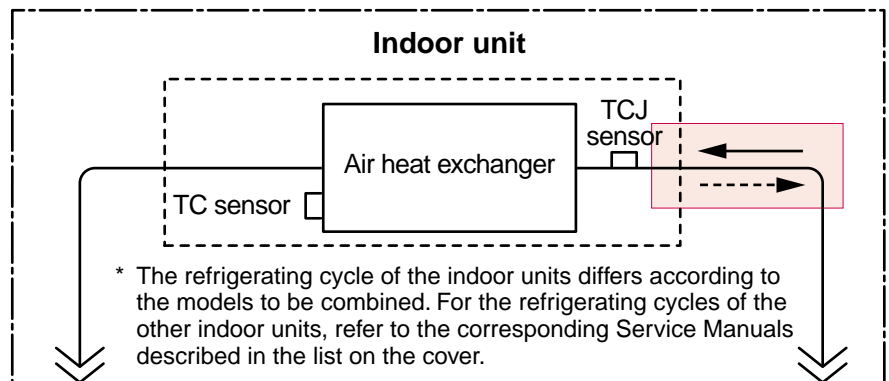 Indoor unit
TCJ
sensor
Air heat exchanger
TC sensor
* The refrigerating cycle of the indoor units differs according to
the models to be combined. For the refrigerating cycles of the
other indoor units, refer to the corresponding Service Manuals
described in the list on the cover.